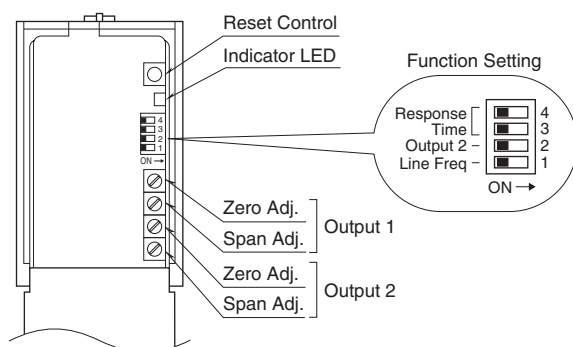 Reset Control
Indicator LED
Function Setting
4
3
2
1
ON →
Response
Time
Output 2
Line Freq
4
3
2
1
ON →
Zero Adj.
Span Adj.
Output 1
Zero Adj.
Span Adj.
Output 2